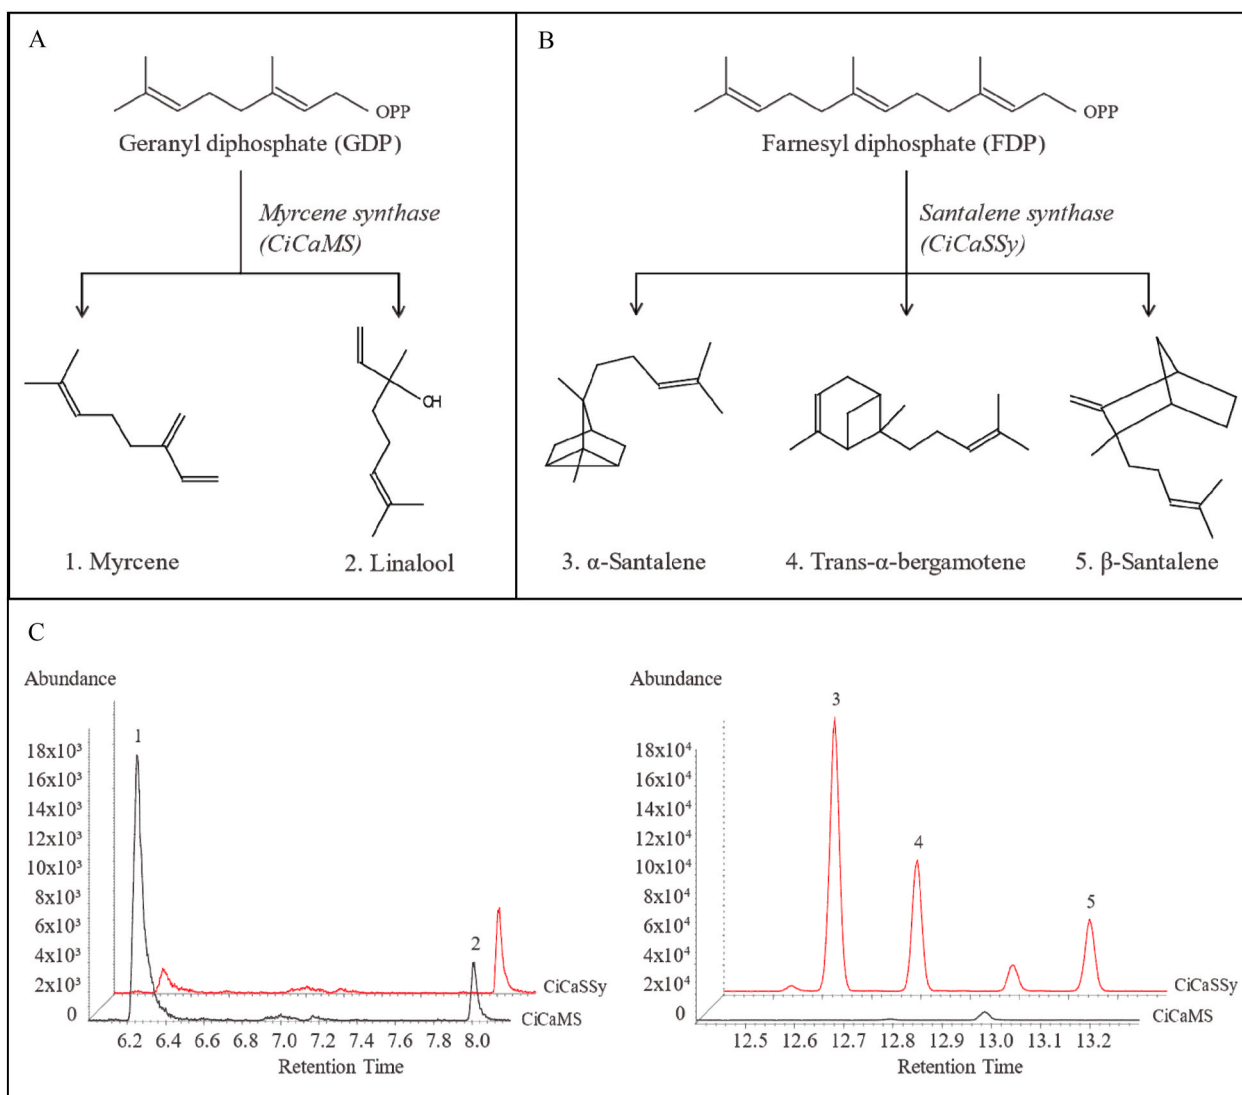 A
OPP
Geranyl diphosphate (GDP)
Myrcene synthase
(CiCaMS)
OH
1. Myrcene
2. Linalool
B
OPP
Farnesyl diphosphate (FDP)
Santalene synthase
(CiCaSSy)
3. α-Santalene
4. Trans-α-bergamotene
5. β-Santalene
C
Abundance
18x10³
16x10³
14x10³
12x10³
10x10³
8x10³
6x10³
4x10³
2x10³
0
1
2
CiCaSSy
CiCaMS
6.2 6.4 6.6 6.8 7.0 7.2 7.4 7.6 7.8 8.0
Retention Time
Abundance
18x10⁴
16x10⁴
14x10⁴
12x10⁴
10x10⁴
8x10⁴
6x10⁴
4x10⁴
2x10⁴
0
3
4
5
CiCaSSy
CiCaMS
12.5 12.6 12.7 12.8 12.9 13.0 13.1 13.2
Retention Time